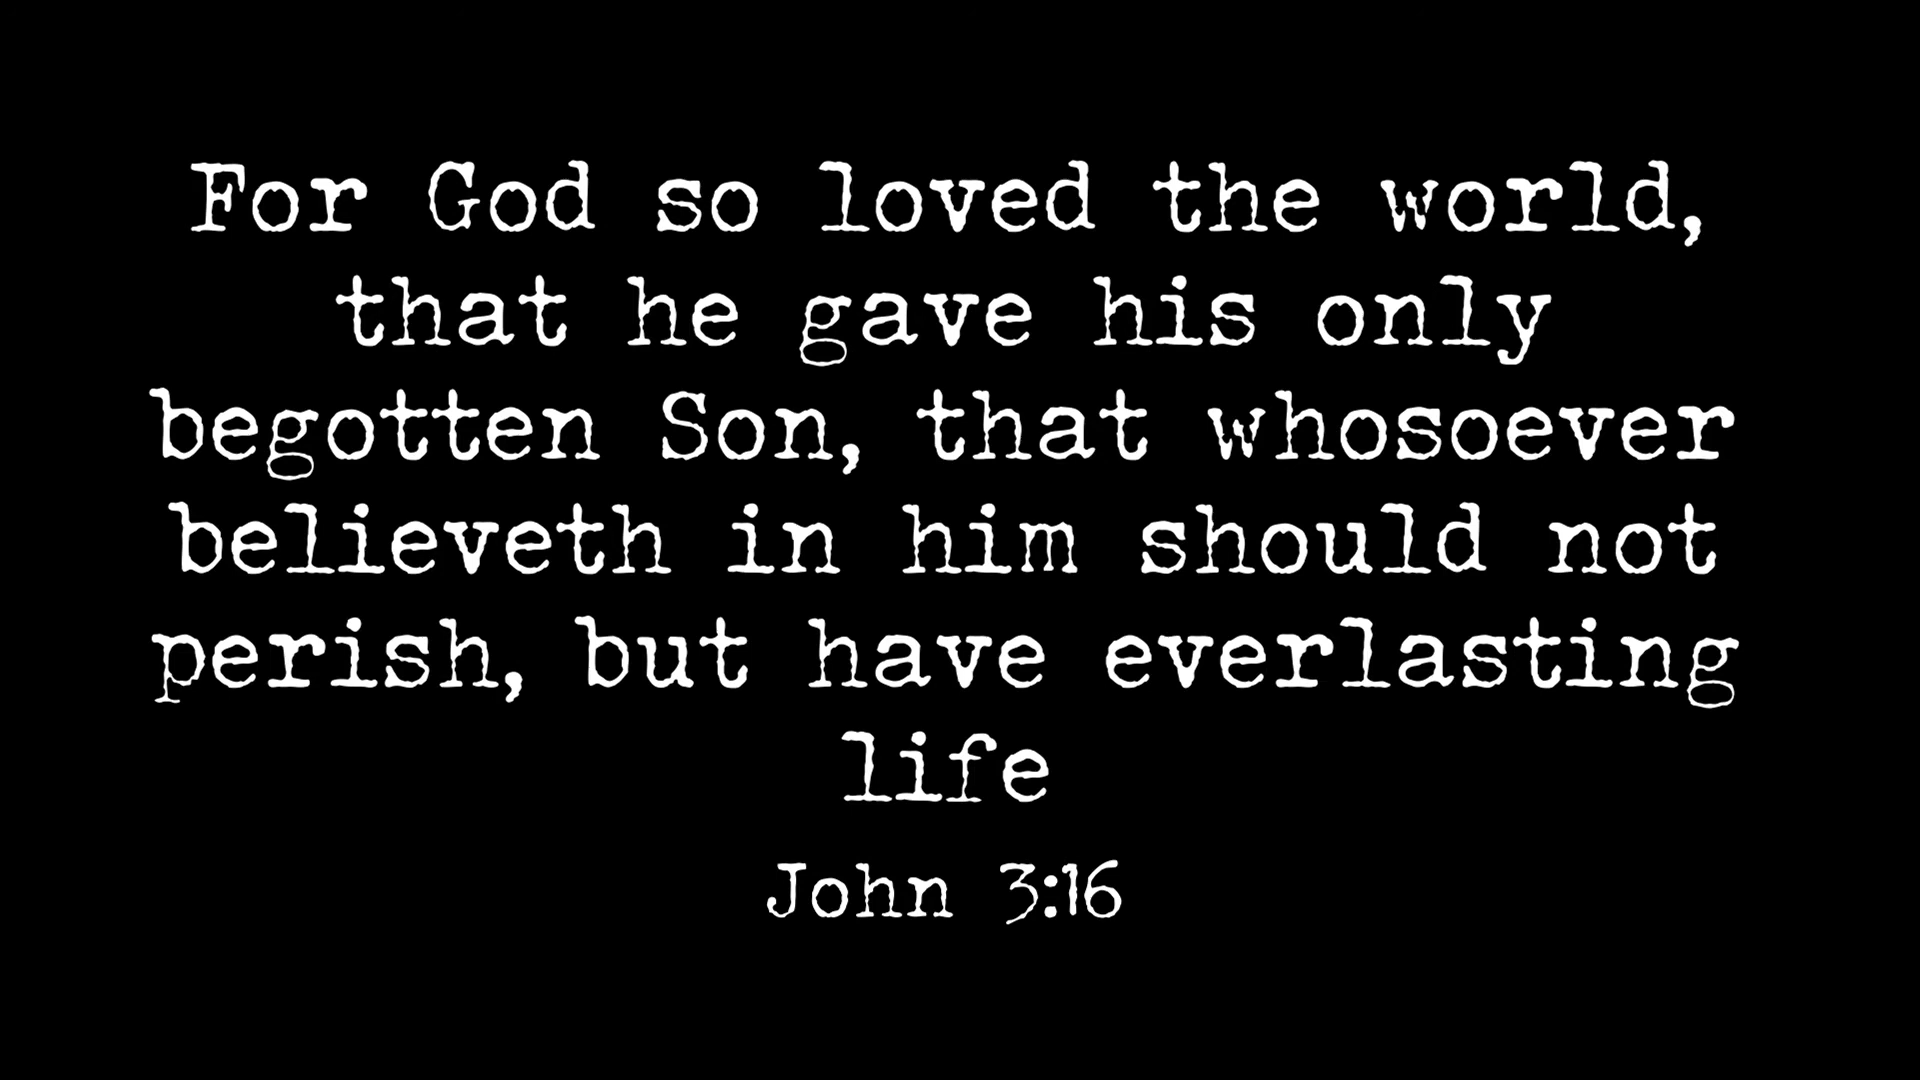 For God so loved the world,
that he gave his only
begotten Son, that whosoever
believeth in him should not
perish, but have everlasting
life
John 3:16